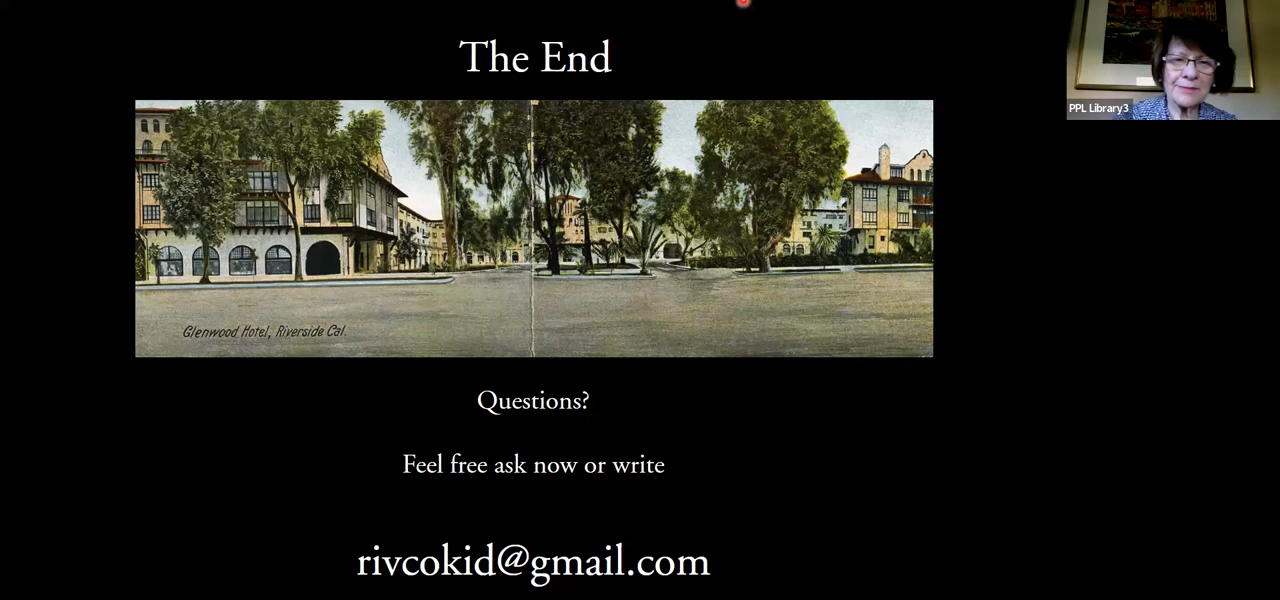 The End
PPL Library3
Glenwood Hotel, Riverside Cal.
Questions?
Feel free ask now or write
rivcokid@gmail.com